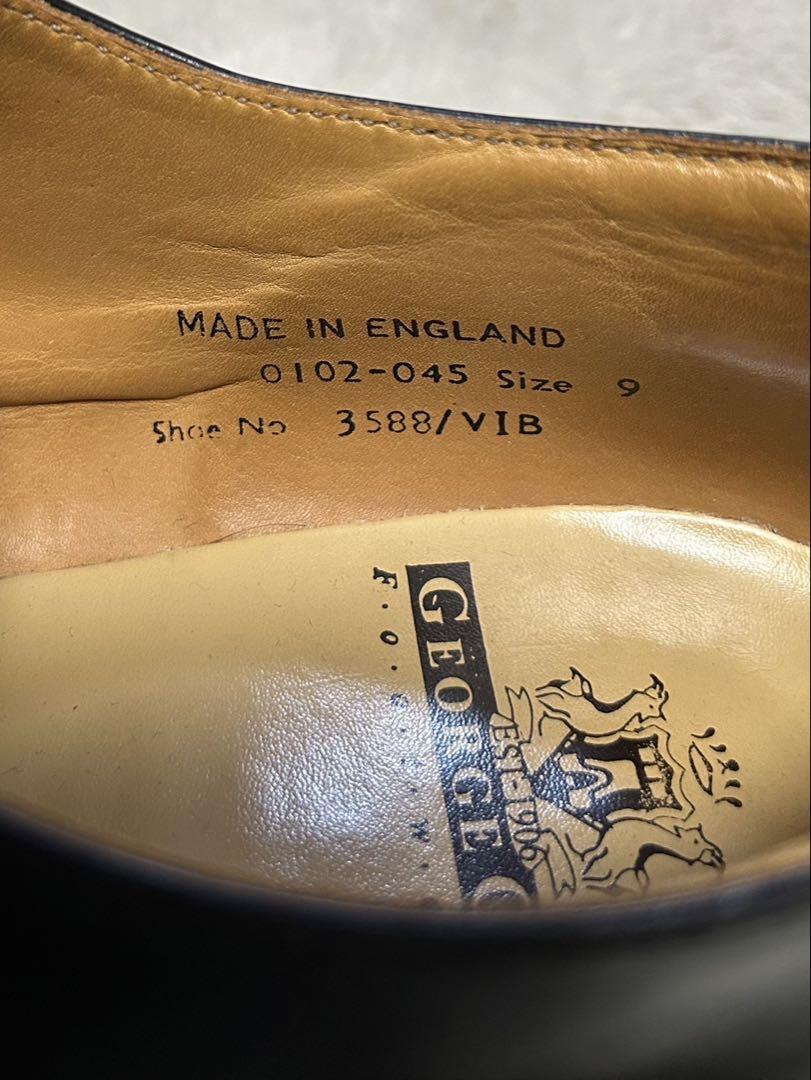 MADE IN ENGLAND
0102-045 Size 9
Shoe No 3588/VIB
GEORGE
EST-1906